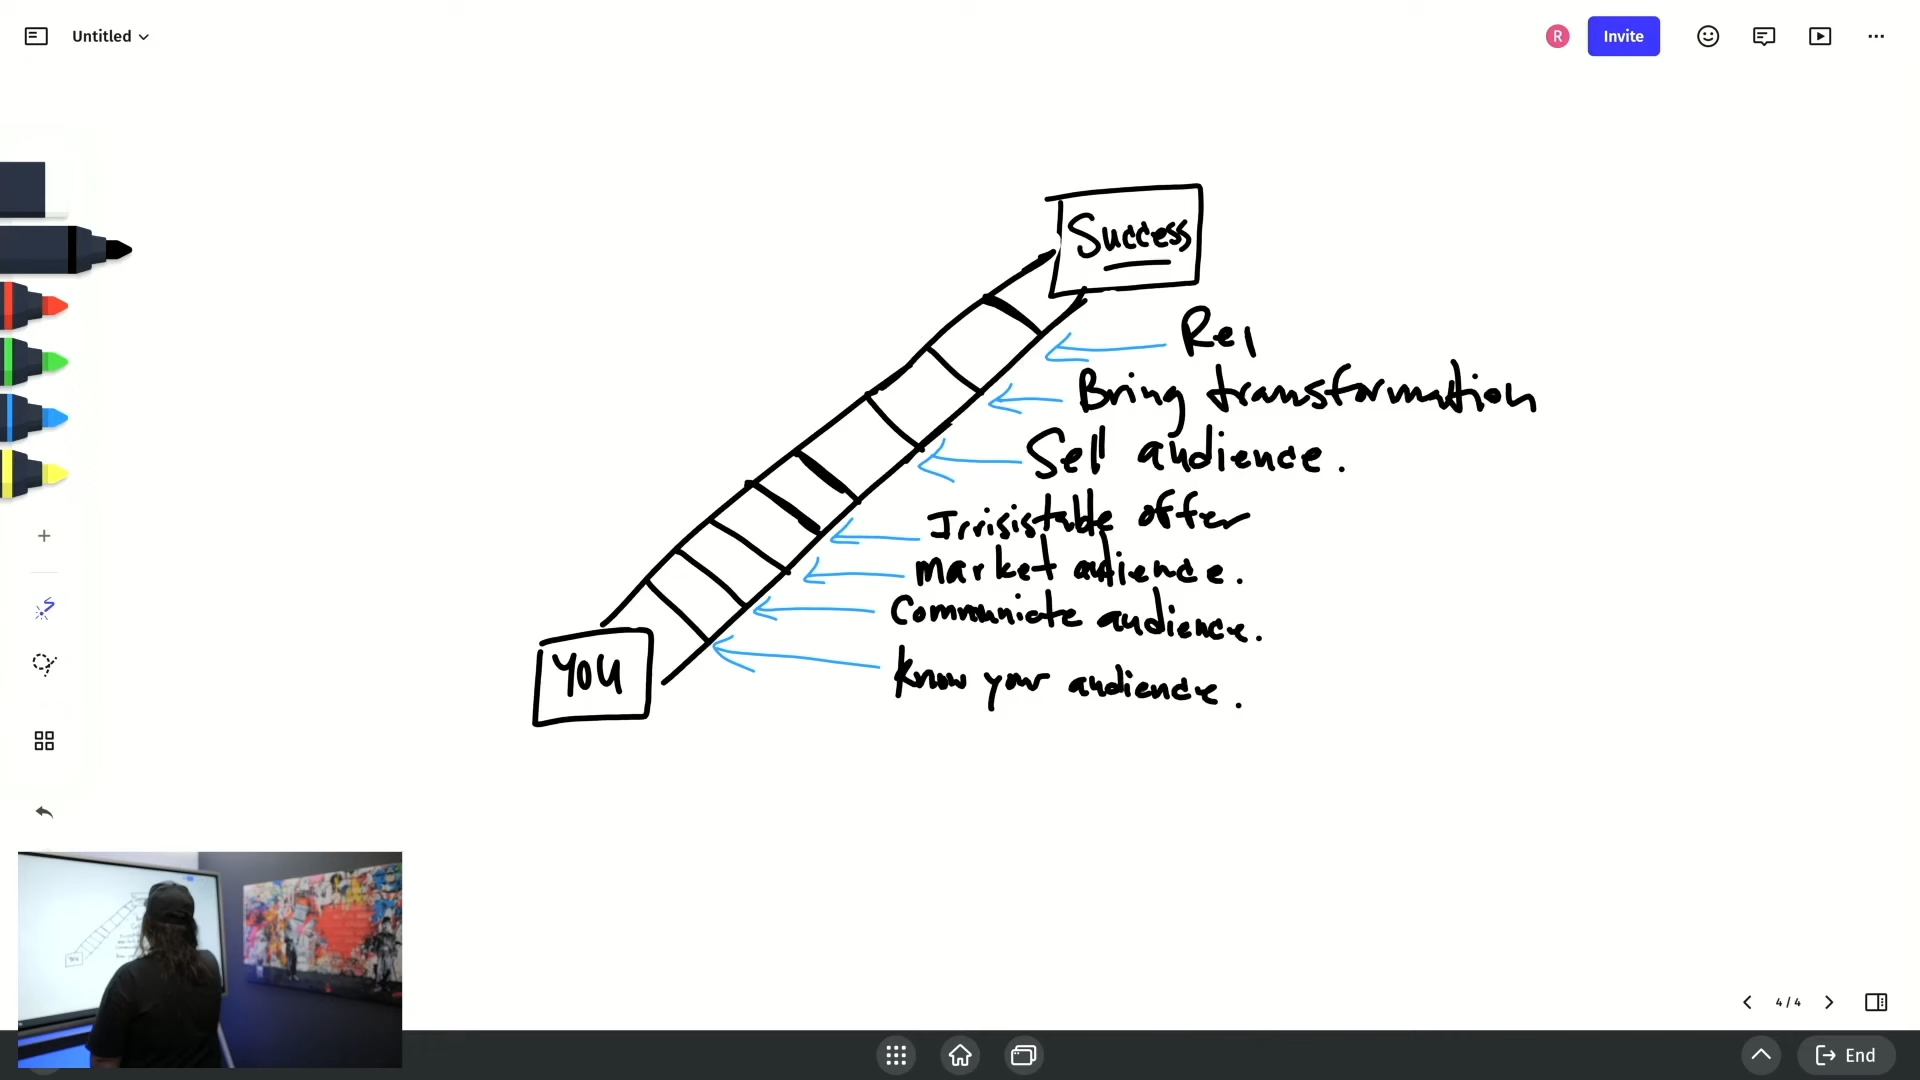 Untitled
R
Invite
Success
Rel
Bring transformation
Sell audience.
Irrisistable offer
market audience.
Communicate audience.
Know your audience.
YOU
4/4
End